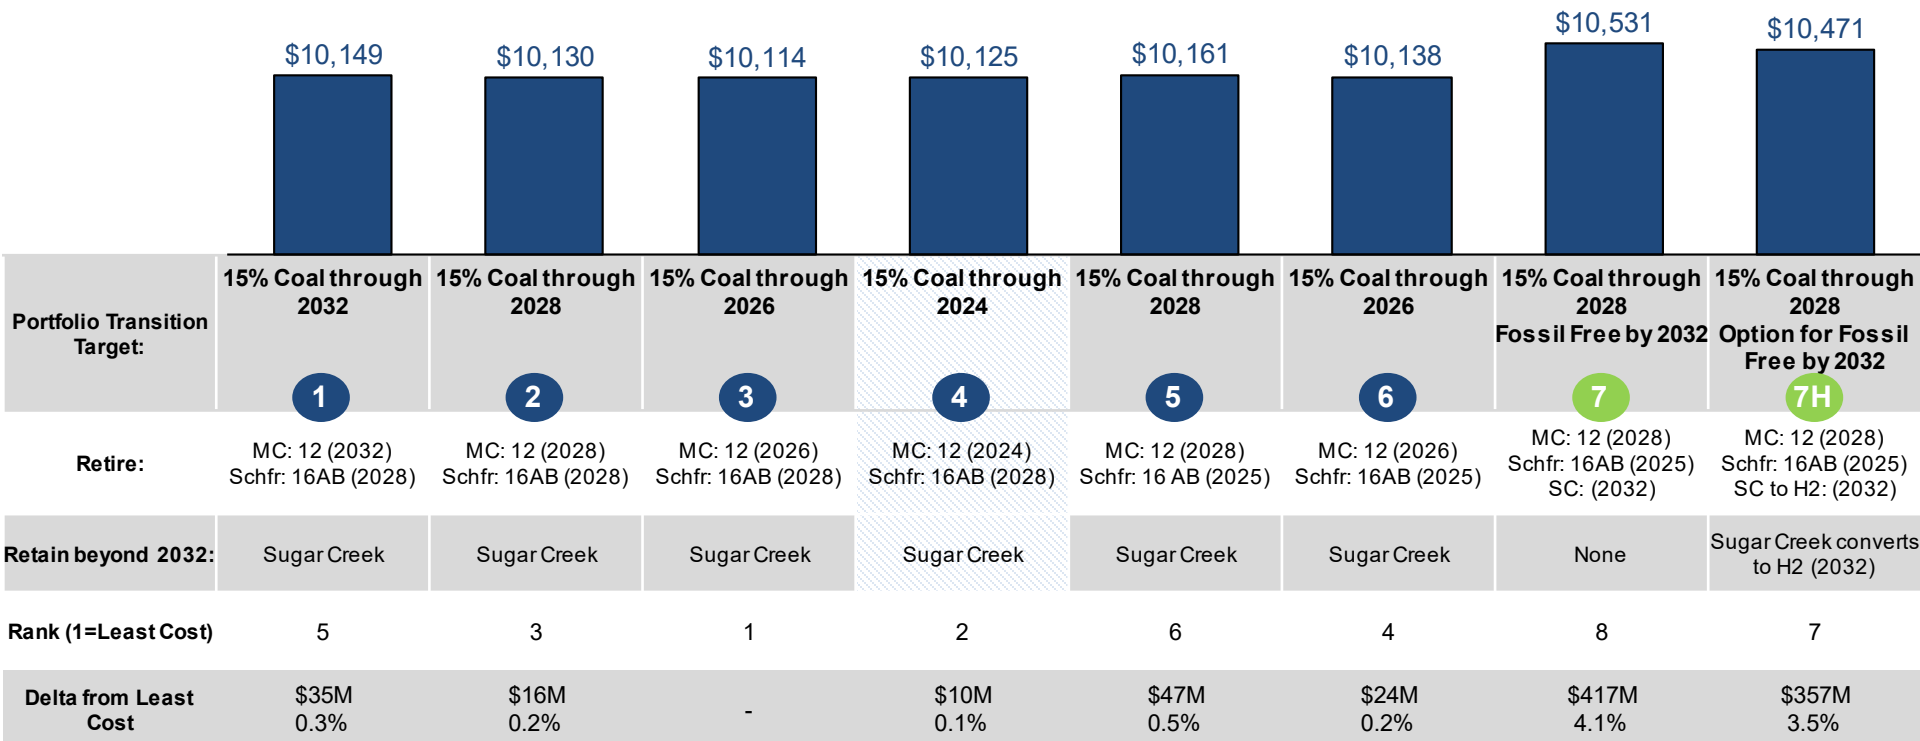 $10,149
$10,130
$10,114
$10,125
$10,161
$10,138
$10,531
$10,471
Portfolio Transition
Target:
15% Coal through
2032
1
15% Coal through
2028
2
15% Coal through
2026
3
15% Coal through
2024
4
15% Coal through
2028
5
15% Coal through
2026
6
15% Coal through
2028
Fossil Free by 2032
7
15% Coal through
2028
Option for Fossil
Free by 2032
7H
Retire:
MC: 12 (2032)
Schfr: 16AB (2028)
MC: 12 (2028)
Schfr: 16AB (2028)
MC: 12 (2026)
Schfr: 16AB (2028)
MC: 12 (2024)
Schfr: 16AB (2028)
MC: 12 (2028)
Schfr: 16 AB (2025)
MC: 12 (2026)
Schfr: 16AB (2025)
MC: 12 (2028)
Schfr: 16AB (2025)
SC: (2032)
MC: 12 (2028)
Schfr: 16AB (2025)
SC to H2: (2032)
Retain beyond 2032:
Sugar Creek
Sugar Creek
Sugar Creek
Sugar Creek
Sugar Creek
Sugar Creek
None
Sugar Creek converts
to H2 (2032)
Rank (1=Least Cost)
5
3
1
2
6
4
8
7
Delta from Least
Cost
$35M
0.3%
$16M
0.2%
-
$10M
0.1%
$47M
0.5%
$24M
0.2%
$417M
4.1%
$357M
3.5%